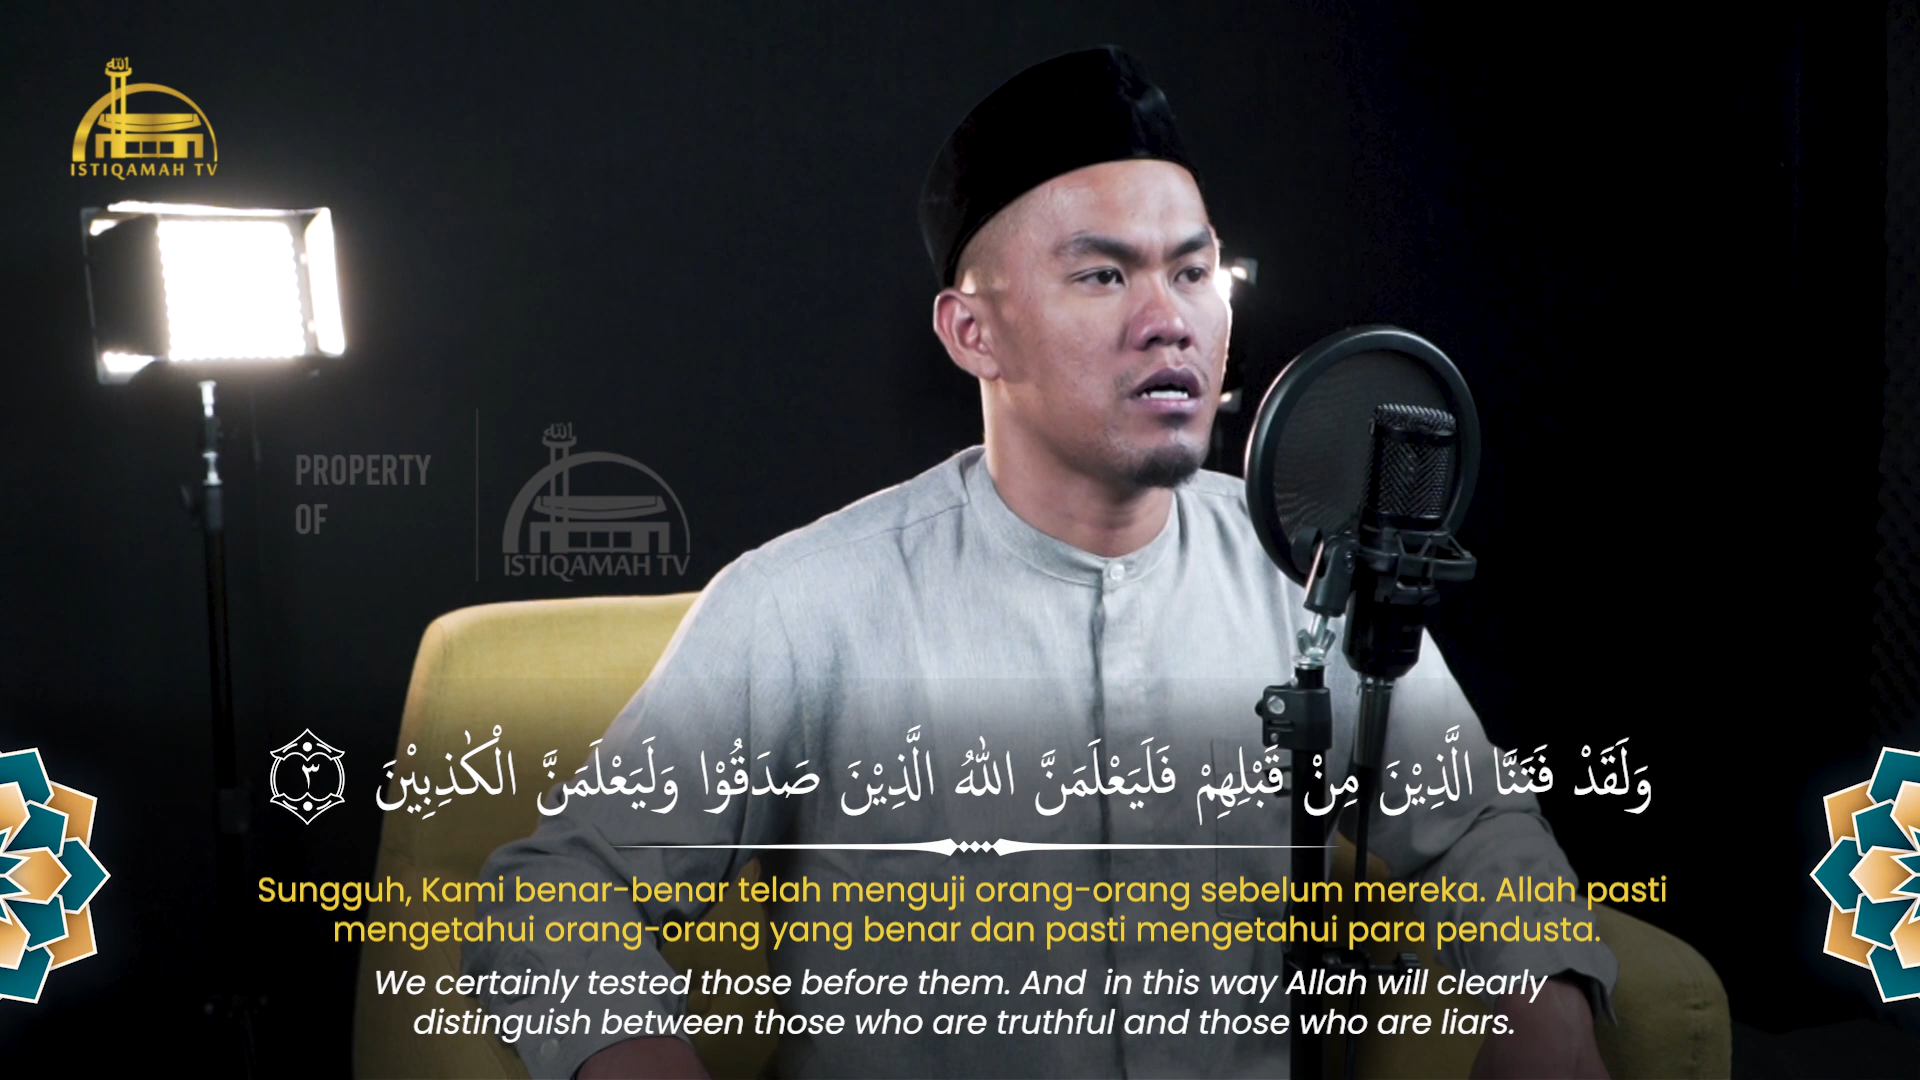 الله
ISTIQAMAH TV
PROPERTY
OF
الله
ISTIQAMAH TV
وَلَقَدْ فَتَنَّا الَّذِيْنَ مِنْ قَبْلِهِمْ فَلَيَعْلَمَنَّ اللّٰهُ الَّذِيْنَ صَدَقُوْا وَلَيَعْلَمَنَّ الْكٰذِبِيْنَ ٣
Sungguh, Kami benar-benar telah menguji orang-orang sebelum mereka. Allah pasti
mengetahui orang-orang yang benar dan pasti mengetahui para pendusta.
We certainly tested those before them. And  in this way Allah will clearly
distinguish between those who are truthful and those who are liars.